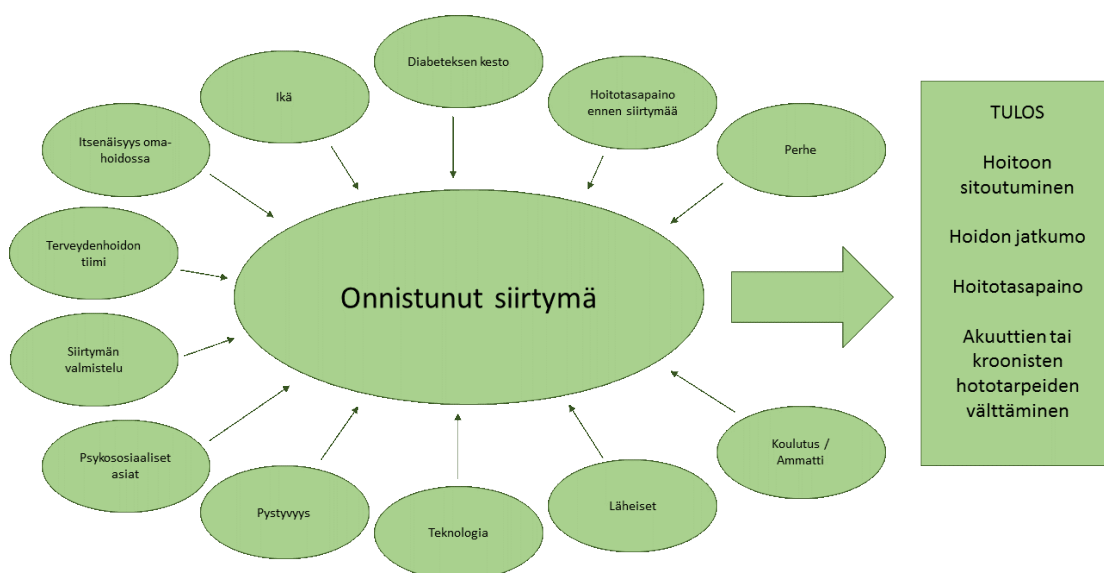 Diabeteksen kesto
Ikä
Hoitotasapaino
ennen siirtymää
Perhe
Itsenäisyys oma-
hoidossa
Terveydenhoidon
tiimi
Siirtymän
valmistelu
Psykososiaaliset
asiat
Pystyvyys
Teknologia
Läheiset
Koulutus /
Ammatti
Onnistunut siirtymä
TULOS
Hoitoon
sitoutuminen
Hoidon jatkumo
Hoitotasapaino
Akuuttien tai
kroonisten
hototarpeiden
välttäminen